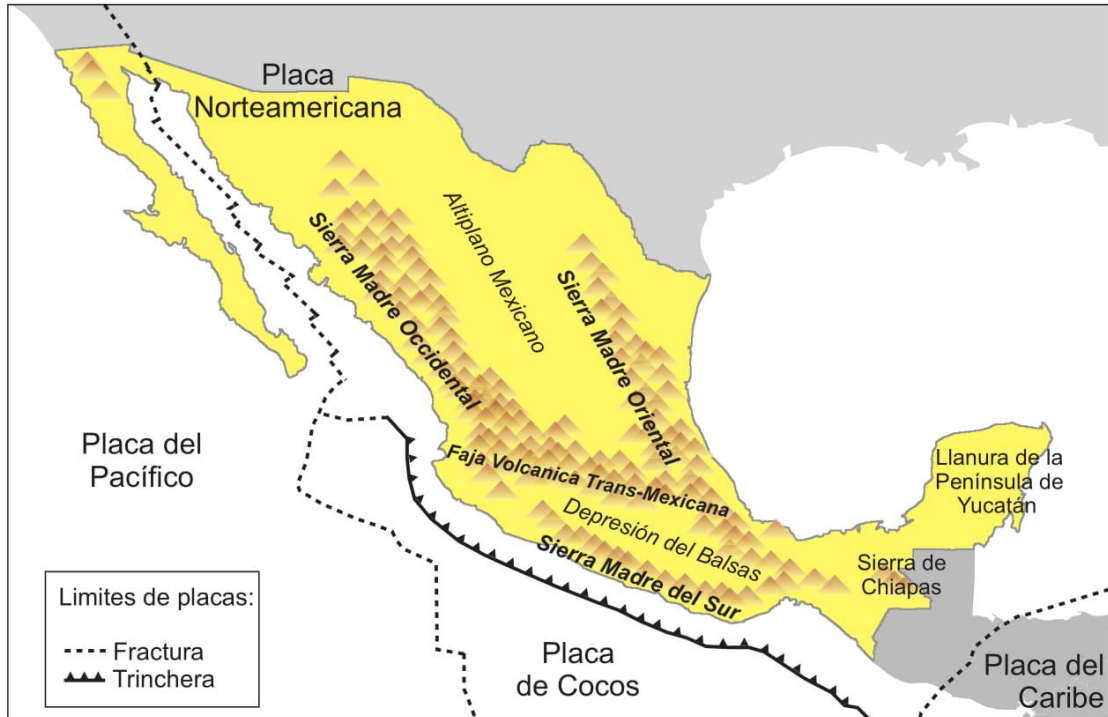 Placa
Norteamericana
Altiplano Mexicano
Sierra Madre Occidental
Sierra Madre Oriental
Faja Volcanica Trans-Mexicana
Depresión del Balsas
Sierra Madre del Sur
Llanura de la
Península de
Yucatán
Sierra de
Chiapas
Placa del
Pacífico
Placa
de Cocos
Placa del
Caribe
Limites de placas:
Fractura
Trinchera